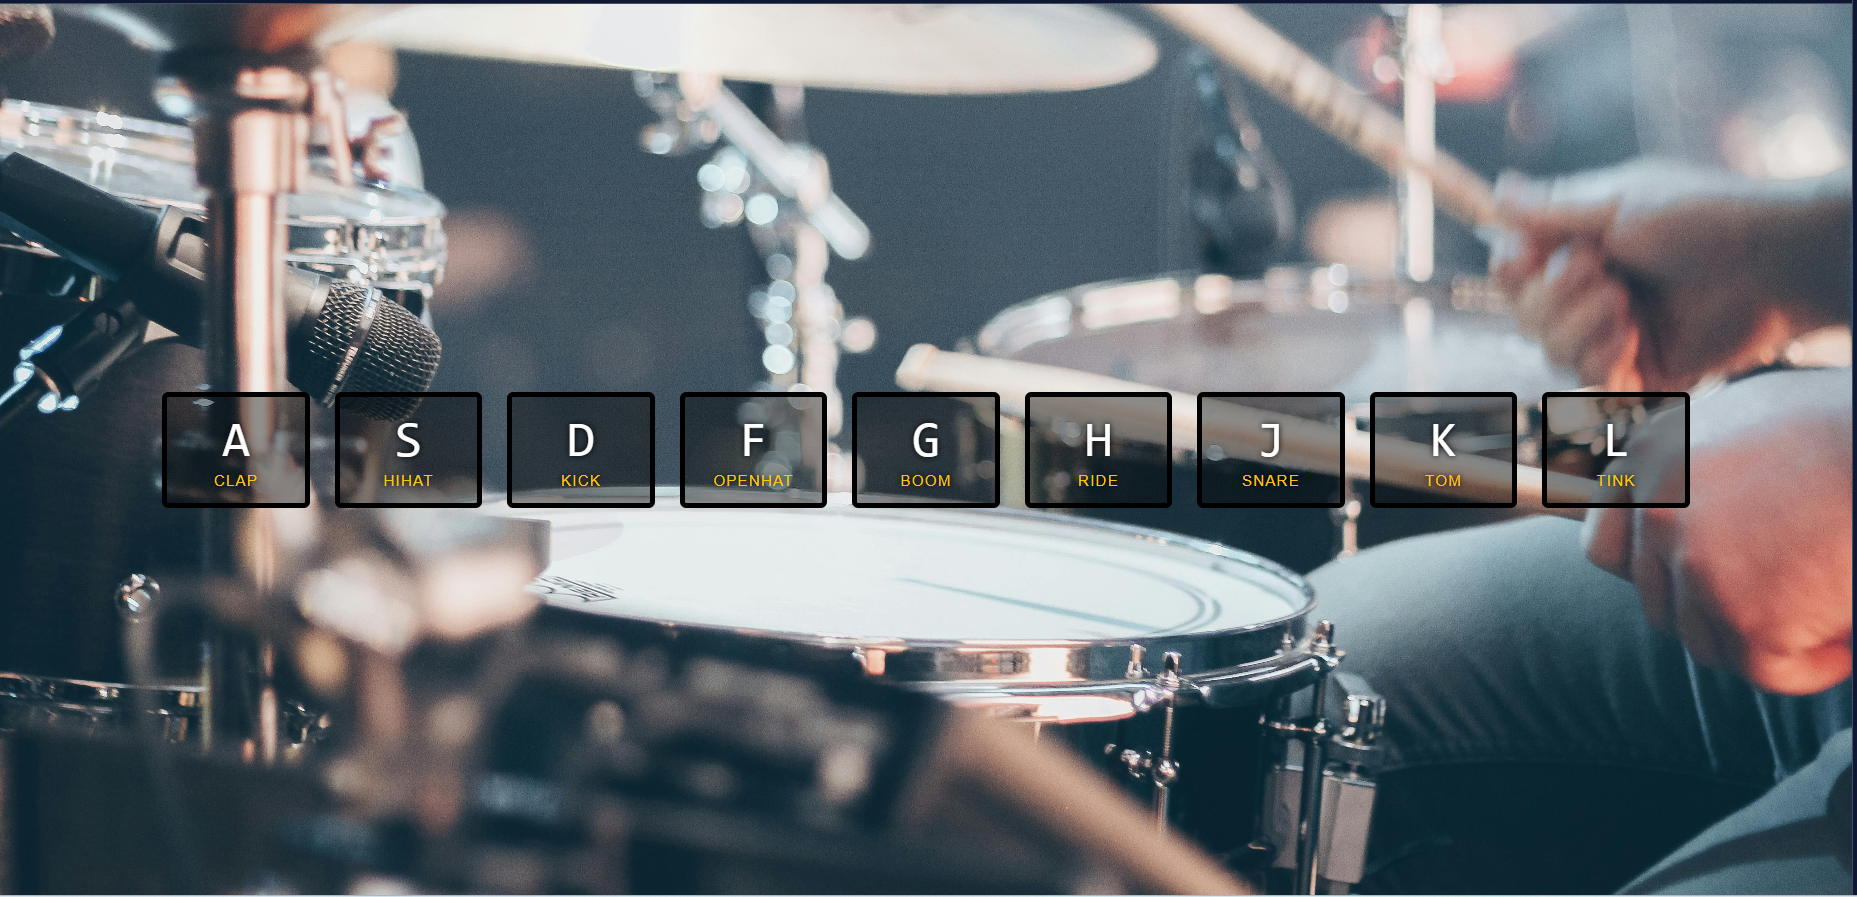 A S D F G H J K L
CLAP HIHAT KICK OPENHAT BOOM RIDE SNARE TOM TINK